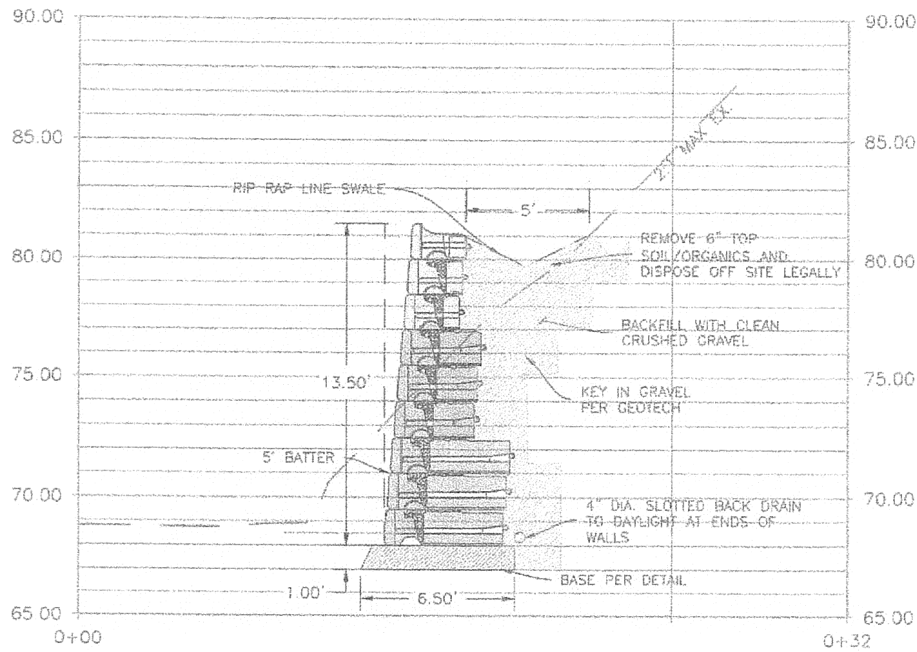 90.00
90.00
85.00
85.00
2:1 MAX EX.
RIP RAP LINE SWALE
5'
80.00
REMOVE 6" TOP
SOIL/ORGANICS AND
DISPOSE OFF SITE LEGALLY
80.00
BACKFILL WITH CLEAN
CRUSHED GRAVEL
75.00
13.50'
75.00
KEY IN GRAVEL
PER GEOTECH
5' BATTER
70.00
70.00
4" DIA. SLOTTED BACK DRAIN
TO DAYLIGHT AT ENDS OF
WALLS
BASE PER DETAIL
1.00'
6.50'
65.00
65.00
0+00
0+32